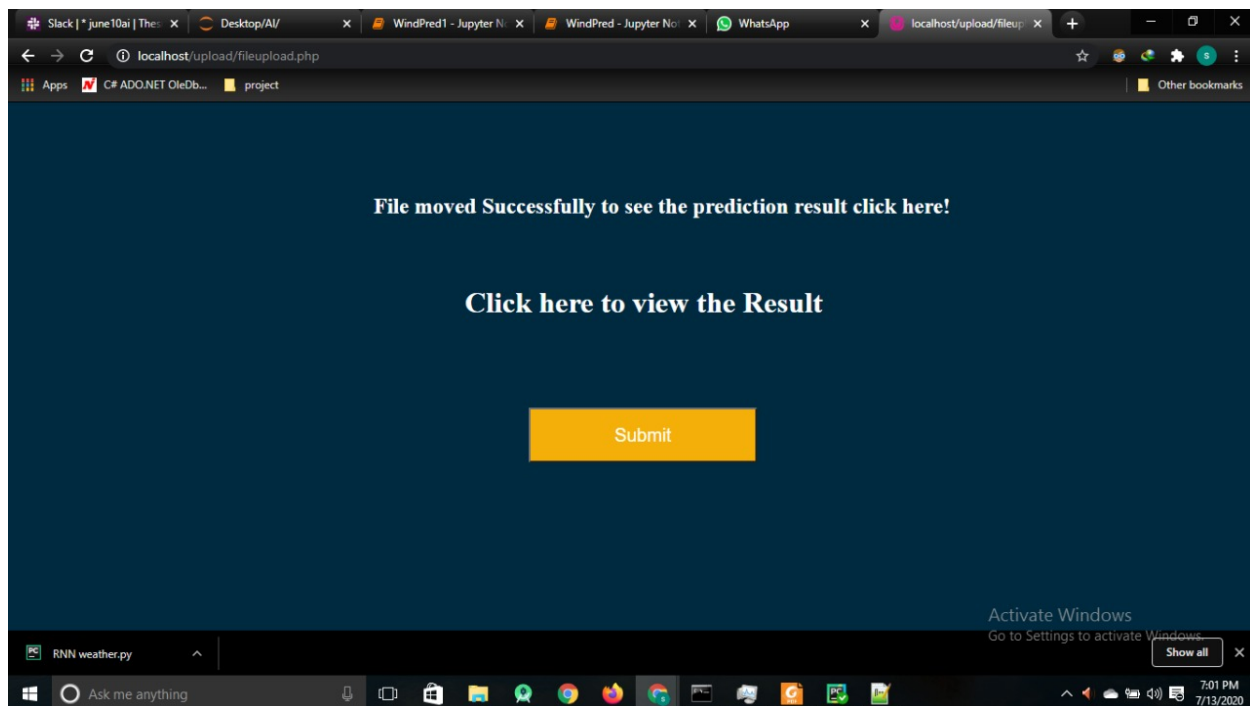 Slack | * june10ai | Thes
Desktop/AI/
WindPred1 - Jupyter N
WindPred - Jupyter Not
WhatsApp
localhost/upload/fileup
localhost/upload/fileupload.php
Apps
C# ADO.NET OleDb...
project
Other bookmarks
File moved Successfully to see the prediction result click here!
Click here to view the Result
Submit
Activate Windows
Go to Settings to activate Windows.
RNN weather.py
Show all
Ask me anything
7:01 PM
7/13/2020